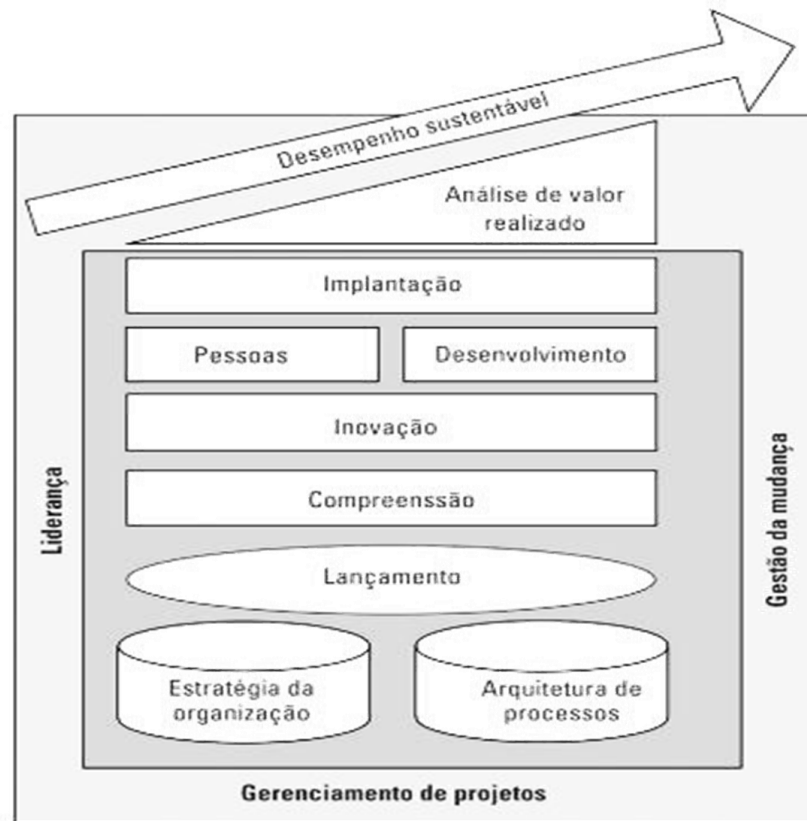 Desempenho sustentável
Análise de valor
realizado
Implantação
Pessoas
Desenvolvimento
Inovação
Compreenssão
Lançamento
Estratégia da
organização
Arquitetura de
processos
Liderança
Gestão da mudança
Gerenciamento de projetos